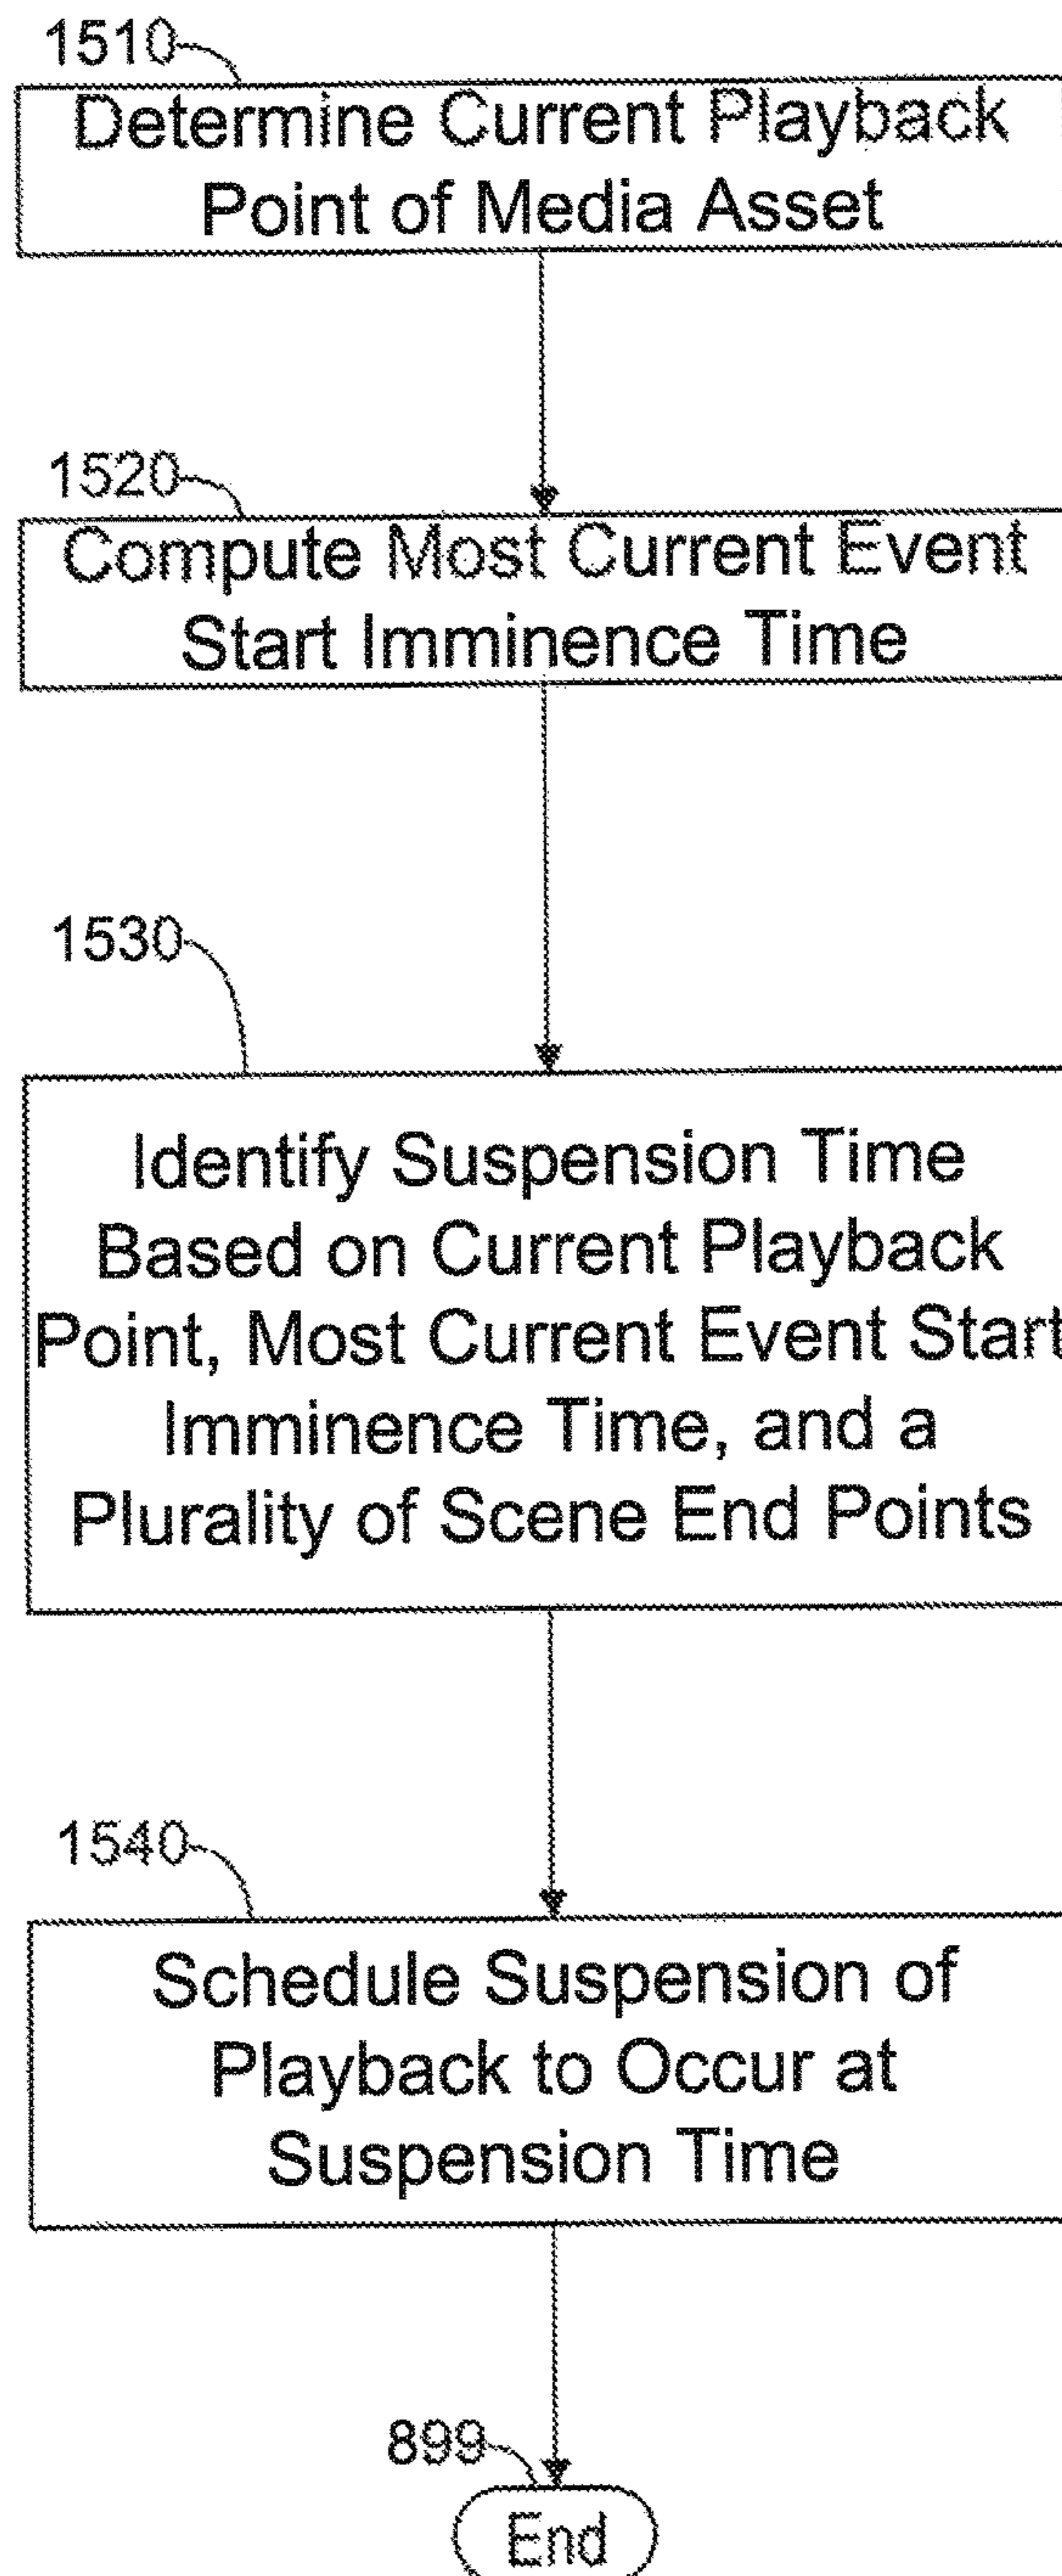 1510
Determine Current Playback
Point of Media Asset
1520
Compute Most Current Event
Start Imminence Time
1530
Identify Suspension Time
Based on Current Playback
Point, Most Current Event Start
Imminence Time, and a
Plurality of Scene End Points
1540
Schedule Suspension of
Playback to Occur at
Suspension Time
899
End